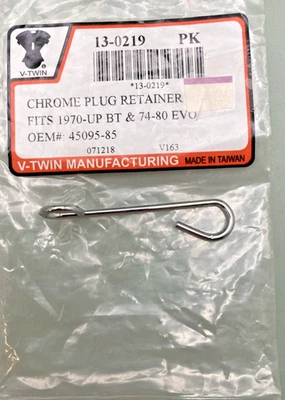 13-0219 PK
V-TWIN
*13-0219*
CHROME PLUG RETAINER
FITS 1970-UP BT & 74-80 EVO
OEM#: 45095-85
071218 V163
V-TWIN MANUFACTURING MADE IN TAIWAN